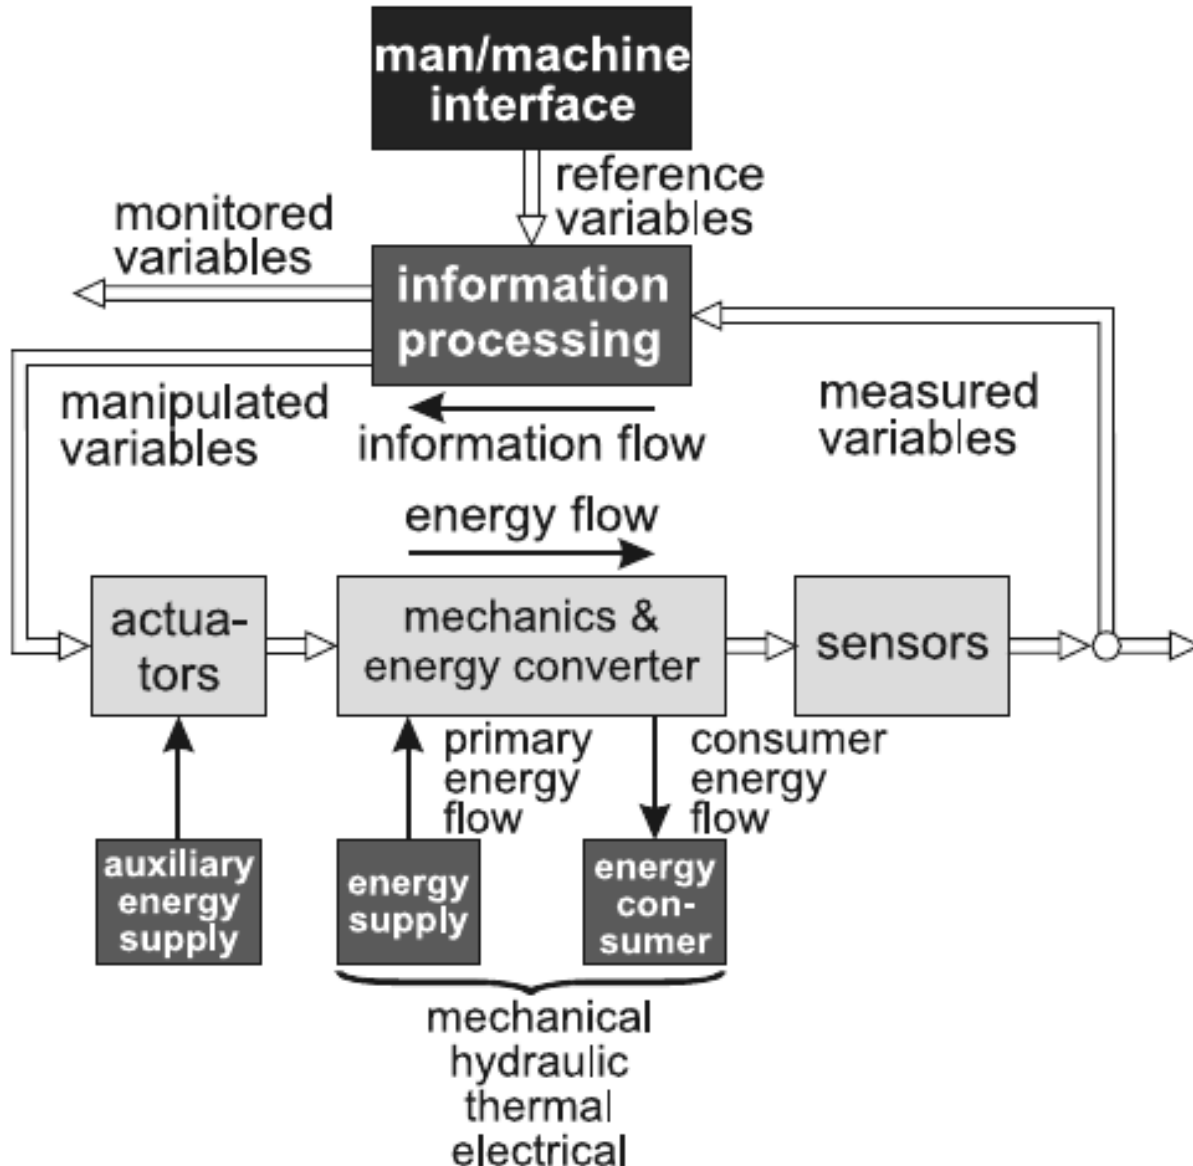 man/machine
interface
reference
variables
monitored
variables
information
processing
manipulated
variables
measured
variables
information flow
energy flow
actua-
tors
mechanics &
energy converter
sensors
primary
energy
flow
consumer
energy
flow
auxiliary
energy
supply
energy
supply
energy
con-
sumer
mechanical
hydraulic
thermal
electrical